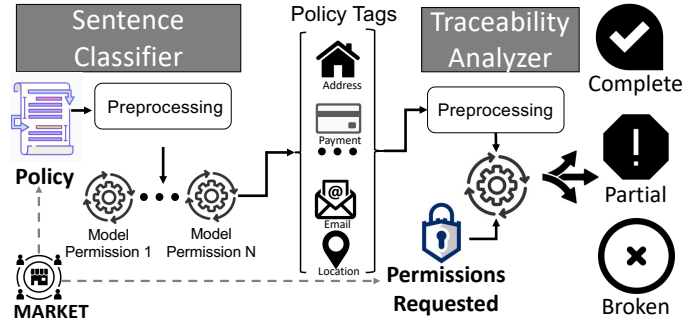 Sentence
Classifier
Policy Tags
Traceability
Analyzer
Preprocessing
Policy
Model
Permission 1
Model
Permission N
MARKET
Address
Payment
@
Email
Location
Preprocessing
Permissions
Requested
Complete
Partial
Broken